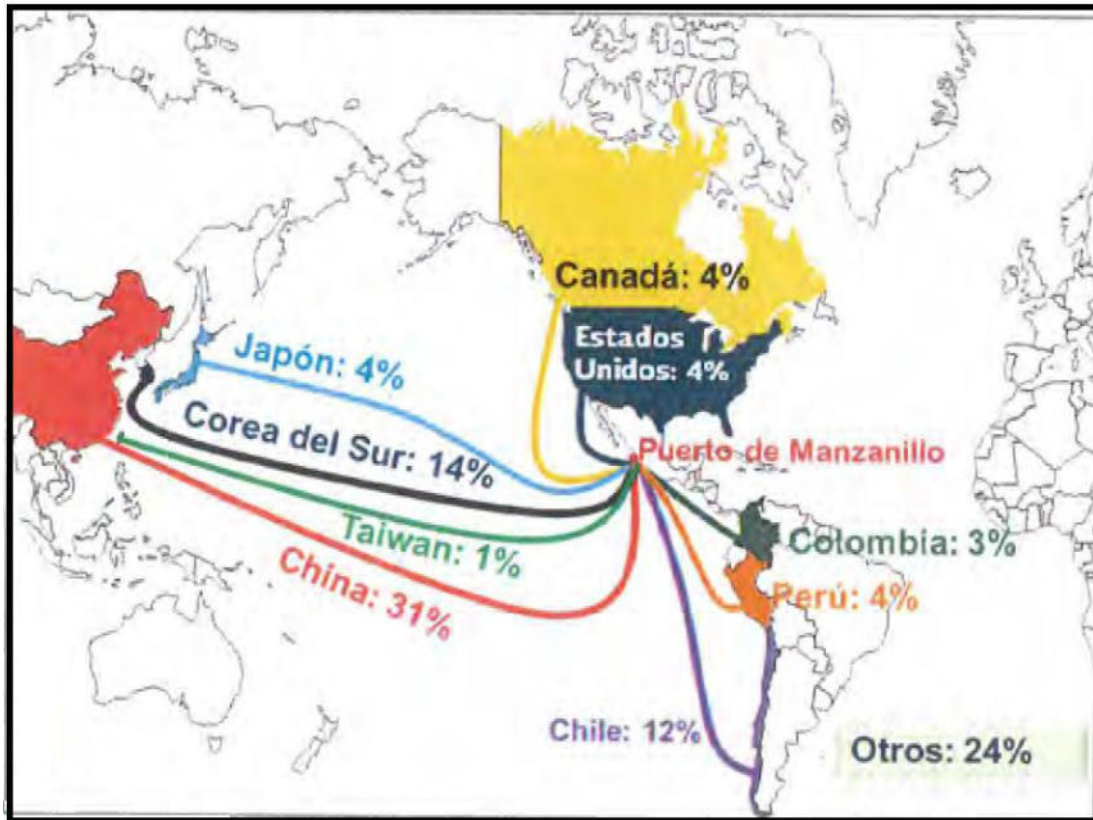 Canadá: 4%
Estados
Unidos: 4%
Japón: 4%
Corea del Sur: 14%
Puerto de Manzanillo
Taiwan: 1%
Colombia: 3%
China: 31%
Perú: 4%
Chile: 12%
Otros: 24%